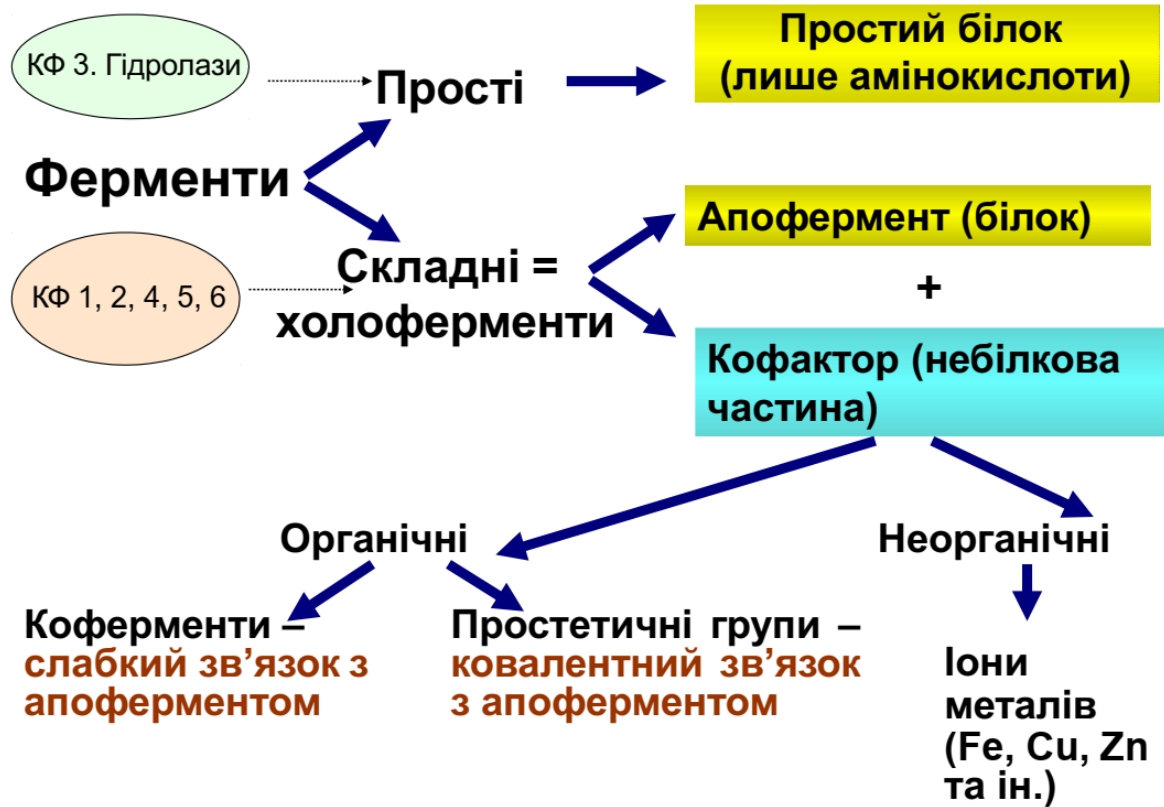 КФ 3. Гідролази
Прості
Простий білок
(лише амінокислоти)
Ферменти
КФ 1, 2, 4, 5, 6
Складні =
холоферменти
Апофермент (білок)
+
Кофактор (небілкова
частина)
Органічні
Неорганічні
Коферменти –
слабкий зв’язок з
апоферментом
Простетичні групи –
ковалентний зв’язок
з апоферментом
Іони
металів
(Fe, Cu, Zn
та ін.)